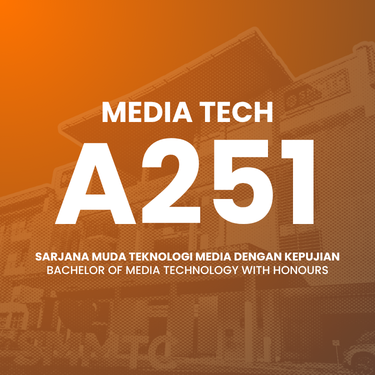 MEDIA TECH
A251
SARJANA MUDA TEKNOLOGI MEDIA DENGAN KEPUJIAN
BACHELOR OF MEDIA TECHNOLOGY WITH HONOURS